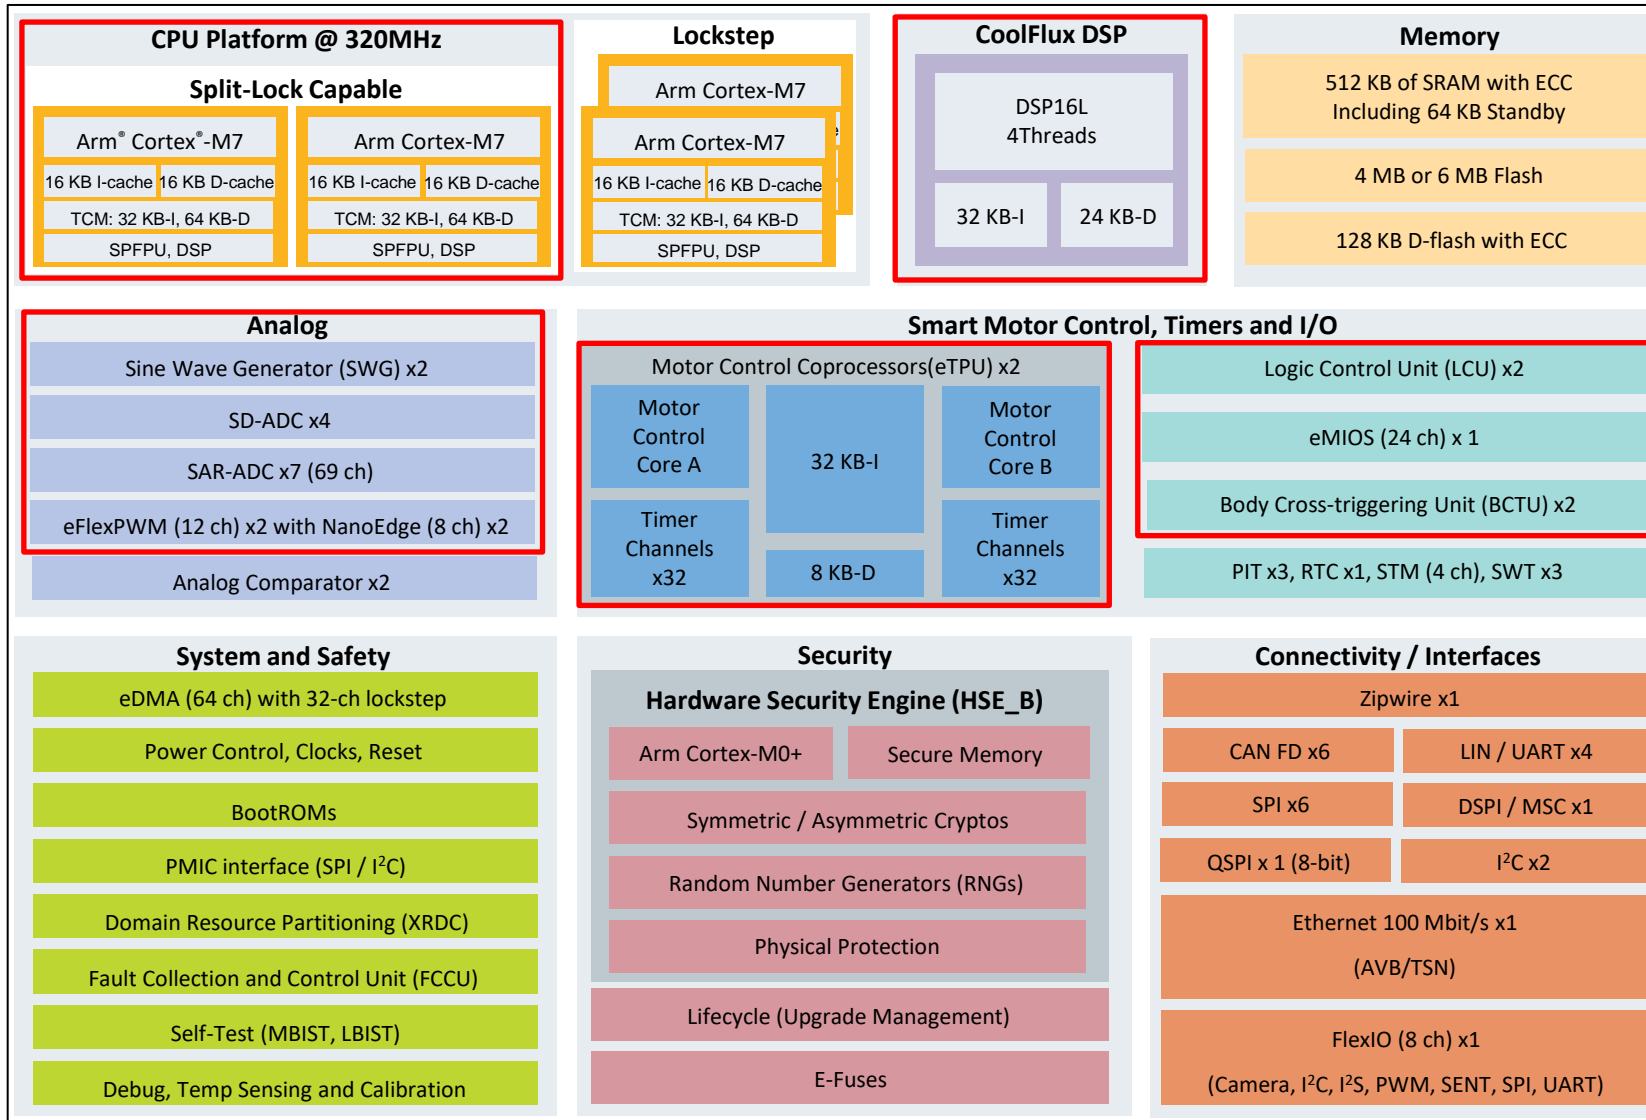 CPU Platform @ 320MHz
Split-Lock Capable
Arm® Cortex®-M7
16 KB I-cache
16 KB D-cache
TCM: 32 KB-I, 64 KB-D
SPFPU, DSP
Arm Cortex-M7
16 KB I-cache
16 KB D-cache
TCM: 32 KB-I, 64 KB-D
SPFPU, DSP
Lockstep
Arm Cortex-M7
Arm Cortex-M7
16 KB I-cache
16 KB D-cache
TCM: 32 KB-I, 64 KB-D
SPFPU, DSP
CoolFlux DSP
DSP16L
4Threads
32 KB-I
24 KB-D
Memory
512 KB of SRAM with ECC
Including 64 KB Standby
4 MB or 6 MB Flash
128 KB D-flash with ECC
Analog
Sine Wave Generator (SWG) x2
SD-ADC x4
SAR-ADC x7 (69 ch)
eFlexPWM (12 ch) x2 with NanoEdge (8 ch) x2
Analog Comparator x2
Smart Motor Control, Timers and I/O
Motor Control Coprocessors(eTPU) x2
Motor
Control
Core A
32 KB-I
Motor
Control
Core B
Timer
Channels
x32
8 KB-D
Timer
Channels
x32
Logic Control Unit (LCU) x2
eMIOS (24 ch) x 1
Body Cross-triggering Unit (BCTU) x2
PIT x3, RTC x1, STM (4 ch), SWT x3
System and Safety
eDMA (64 ch) with 32-ch lockstep
Power Control, Clocks, Reset
BootROMs
PMIC interface (SPI / I²C)
Domain Resource Partitioning (XRDC)
Fault Collection and Control Unit (FCCU)
Self-Test (MBIST, LBIST)
Debug, Temp Sensing and Calibration
Security
Hardware Security Engine (HSE_B)
Arm Cortex-M0+
Secure Memory
Symmetric / Asymmetric Cryptos
Random Number Generators (RNGs)
Physical Protection
Lifecycle (Upgrade Management)
E-Fuses
Connectivity / Interfaces
Zipwire x1
CAN FD x6
LIN / UART x4
SPI x6
DSPI / MSC x1
QSPI x 1 (8-bit)
I²C x2
Ethernet 100 Mbit/s x1
(AVB/TSN)
FlexIO (8 ch) x1
(Camera, I²C, I²S, PWM, SENT, SPI, UART)